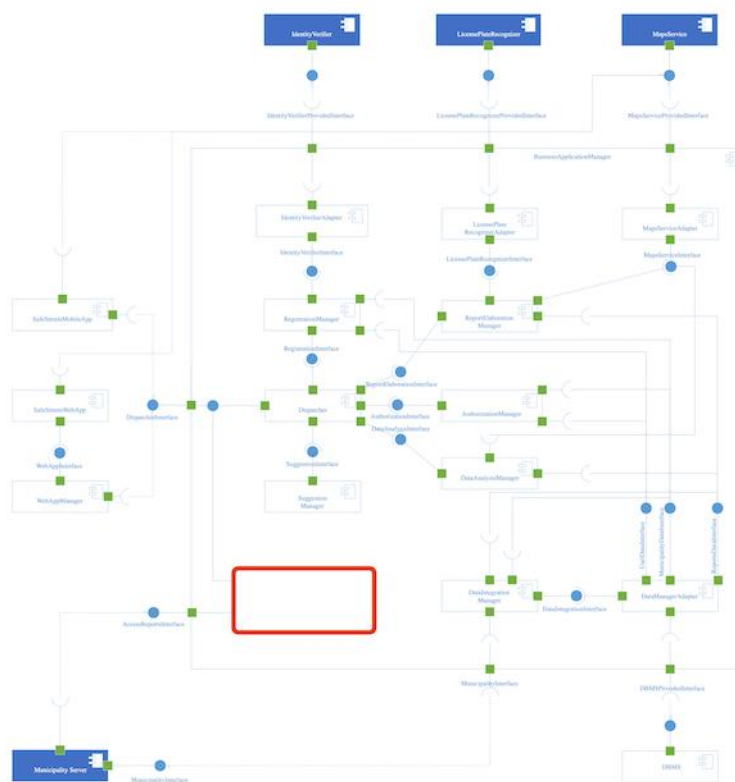 IdentityVerifier
LicensePlateRecognizer
MapsService
IdentityVerifierProvidedInterface
LicensePlateRecognizerProvidedInterface
MapsServiceProvidedInterface
BusinessApplicationManager
IdentityVerifierAdapter
LicensePlate
RecognizerAdapter
MapsServiceAdapter
IdentityVerifierInterface
LicensePlateRecognizerInterface
MapsServiceInterface
SafeStreetsMobileApp
RegistrationManager
ReportElaboration
Manager
RegistrationInterface
ReportElaborationInterface
SafeStreetsWebApp
DispatcherInterface
Dispatcher
AuthorizationInterface
AuthorizationManager
DataAnalysisInterface
WebAppInterface
SuggestionInterface
DataAnalysisManager
WebAppManager
Suggestion
Manager
UserDataInterface
MunicipalityDataInterface
ReportsDataInterface
DataIntegration
Manager
DataIntegrationInterface
DataManagerAdapter
AccessReportsInterface
MunicipalityInterface
DBMSProvidedInterface
Municipality Server
MunicipalityInterface
DBMS